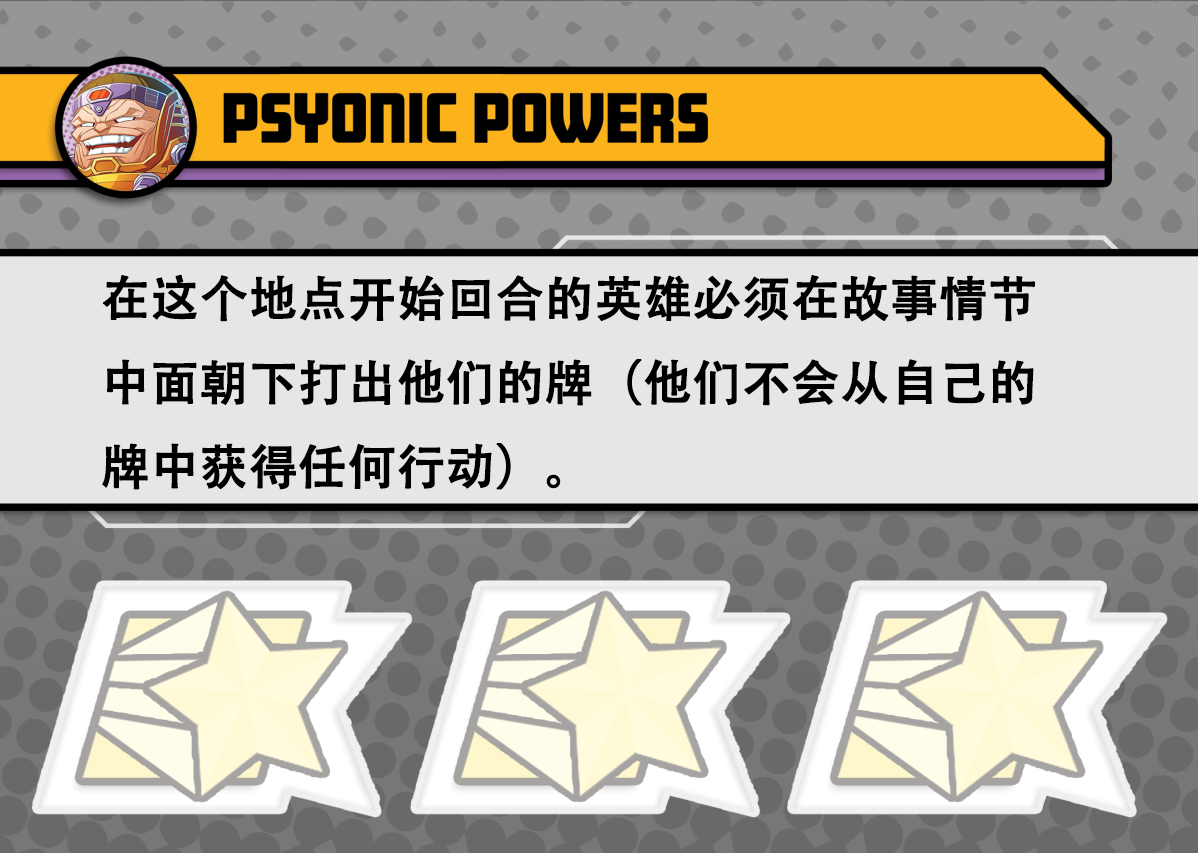 PSYONIC POWERS
在这个地点开始回合的英雄必须在故事情节
中面朝下打出他们的牌（他们不会从自己的
牌中获得任何行动）。